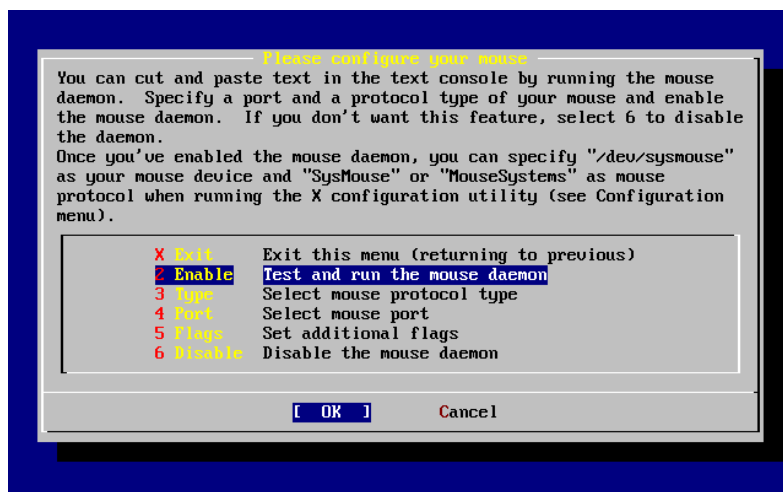 Please configure your mouse
You can cut and paste text in the text console by running the mouse
daemon.  Specify a port and a protocol type of your mouse and enable
the mouse daemon.  If you don't want this feature, select 6 to disable
the daemon.
Once you've enabled the mouse daemon, you can specify "/dev/sysmouse"
as your mouse device and "SysMouse" or "MouseSystems" as mouse
protocol when running the X configuration utility (see Configuration
menu).
X Exit Exit this menu (returning to previous)
2 Enable Test and run the mouse daemon
3 Type Select mouse protocol type
4 Port Select mouse port
5 Flags Set additional flags
6 Disable Disable the mouse daemon
[ OK ] Cancel